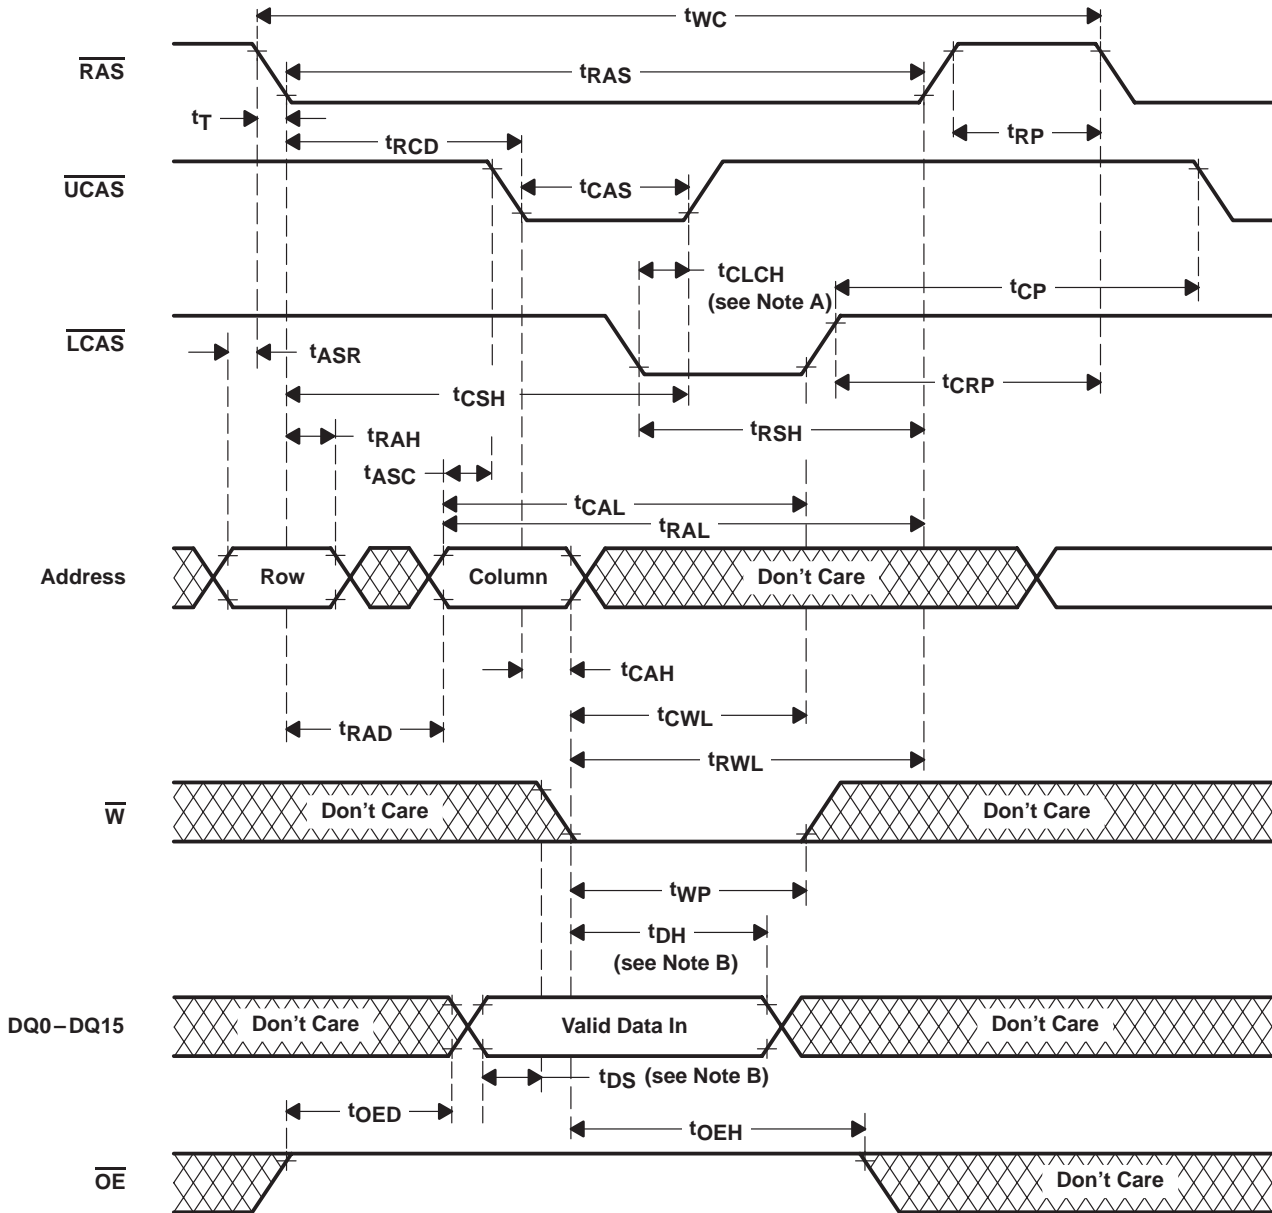 tWC
RAS
tRAS
tT
tRCD
tRP
UCAS
tCAS
tCLCH
(see Note A)
tCP
LCAS
tASR
tCSH
tCRP
tRAH
tRSH
tASC
tCAL
tRAL
Address
Row
Column
Don't Care
tCAH
tCWL
tRAD
tRWL
W
Don't Care
Don't Care
tWP
tDH
(see Note B)
DQ0–DQ15
Don't Care
Valid Data In
Don't Care
tDS (see Note B)
tOED
tOEH
OE
Don't Care